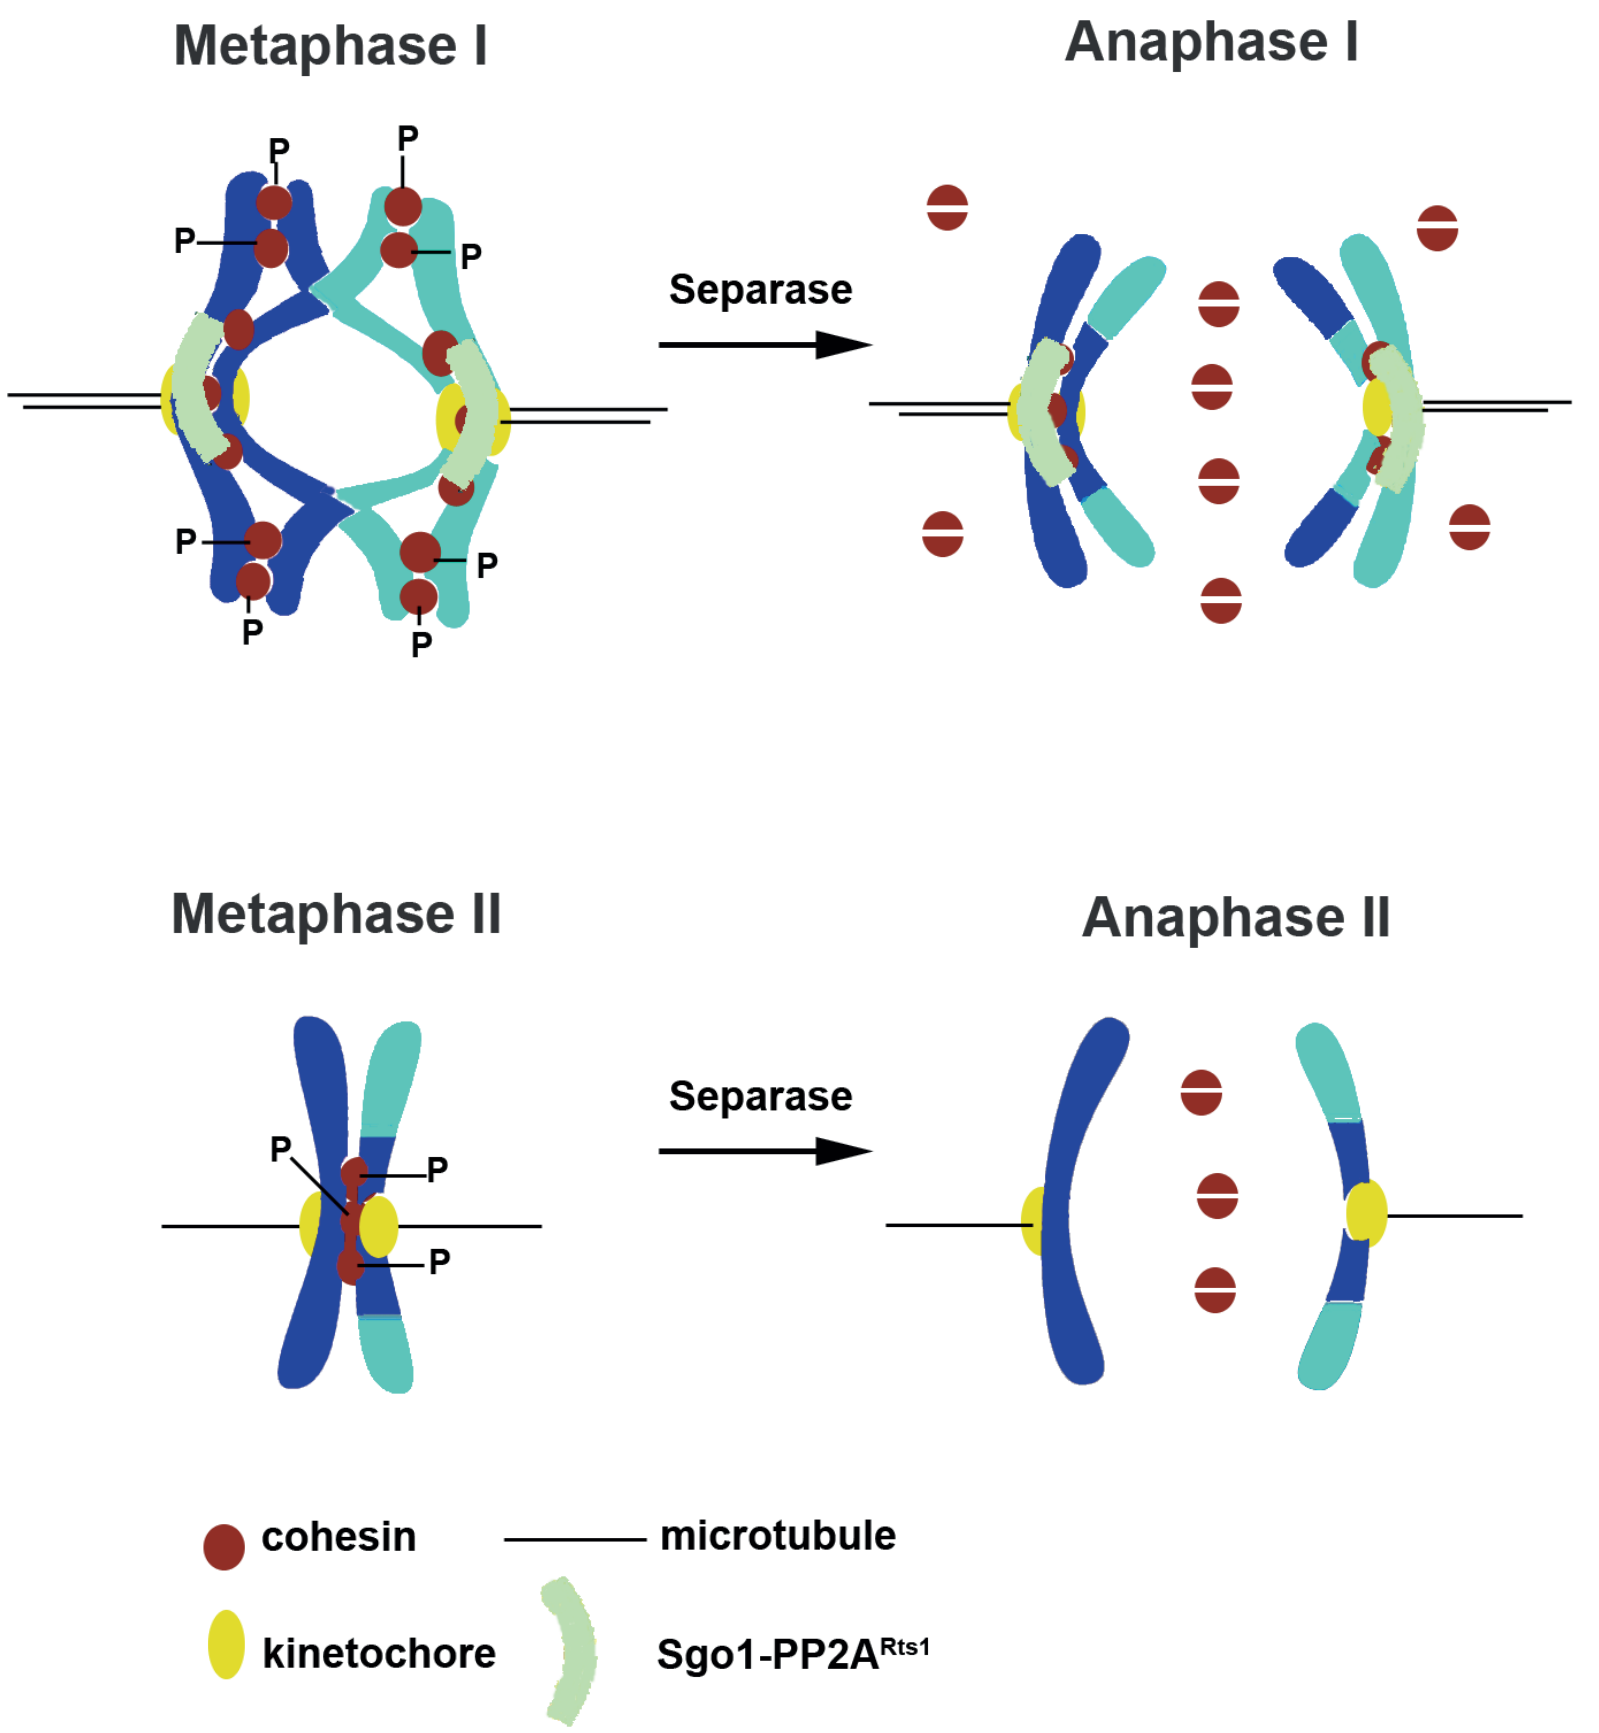 Metaphase I
Anaphase I
P
P
P
P
Separase
P
P
P
P
Metaphase II
Anaphase II
Separase
P
P
P
cohesin
microtubule
kinetochore
Sgo1-PP2ARts1